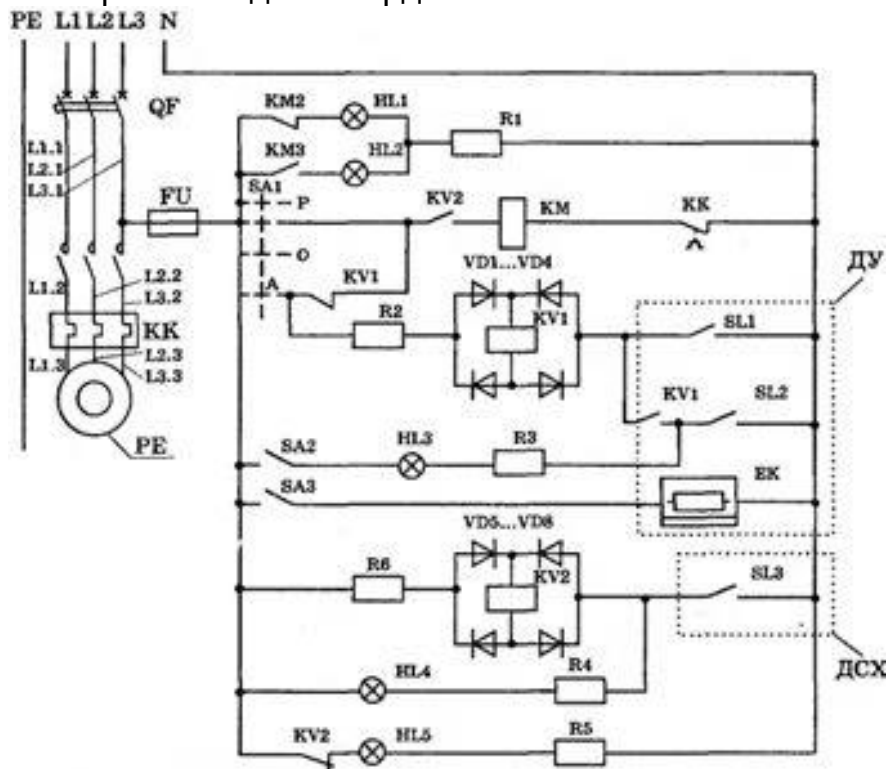 PE L1 L2 L3 N
QF
L1.1
L2.1
L3.1
FU
KM2
HL1
R1
KM3
HL2
SA1
P
O
A
KV2
KM
KK
KV1
VD1...VD4
ДУ
L1.2
L2.2
L3.2
KK
R2
KV1
SL1
L1.3
L2.3
L3.3
KV1
SL2
PE
SA2
HL3
R3
SA3
EK
VD5...VD8
R6
KV2
SL3
HL4
R4
ДСХ
KV2
HL5
R5